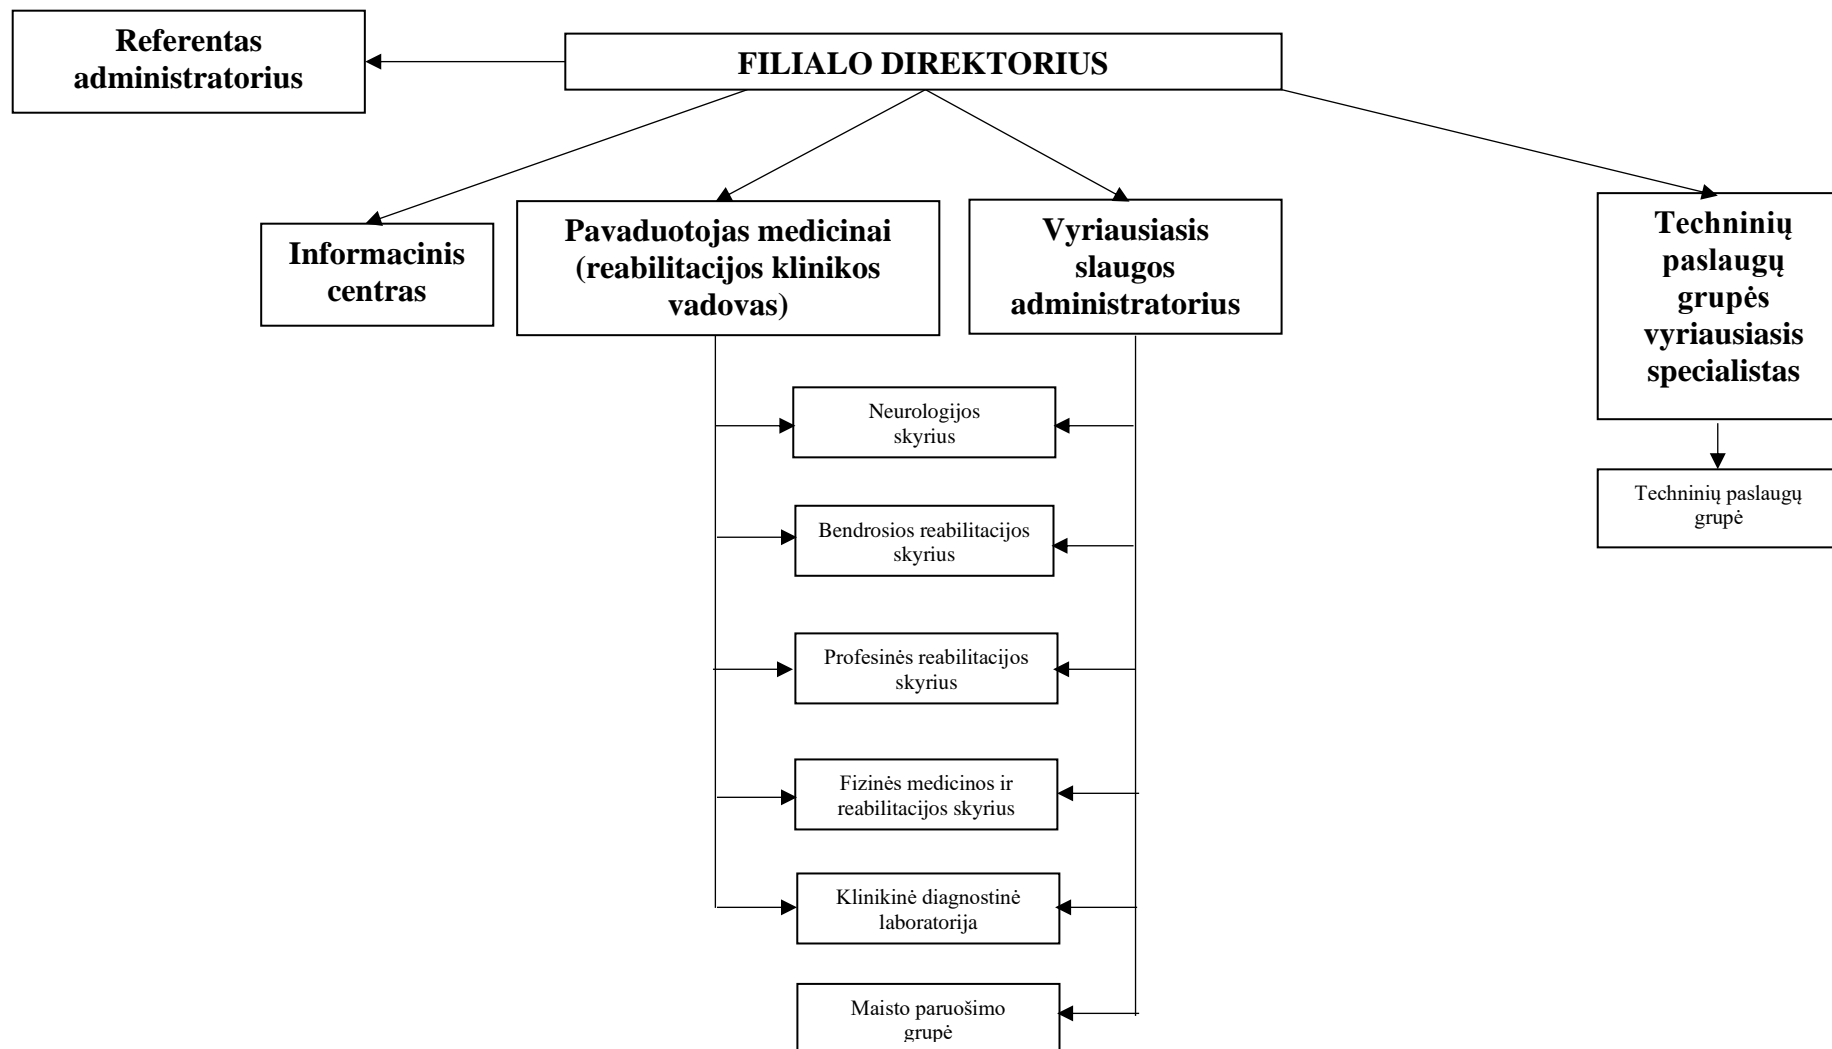 Referentas
administratorius
FILIALO DIREKTORIUS
Informacinis
centras
Pavaduotojas medicinai
(reabilitacijos klinikos
vadovas)
Vyriausiasis
slaugos
administratorius
Techninių
paslaugų
grupės
vyriausiasis
specialistas
Neurologijos
skyrius
Techninių paslaugų
grupė
Bendrosios reabilitacijos
skyrius
Profesinės reabilitacijos
skyrius
Fizinės medicinos ir
reabilitacijos skyrius
Klinikinė diagnostinė
laboratorija
Maisto paruošimo
grupė